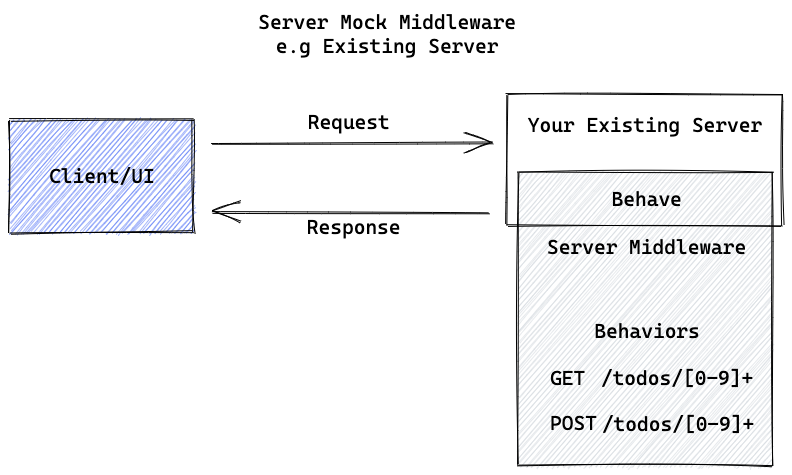 Server Mock Middleware
e.g Existing Server
Request
Your Existing Server
Client/UI
Behave
Response
Server Middleware
Behaviors
GET /todos/[0-9]+
POST /todos/[0-9]+